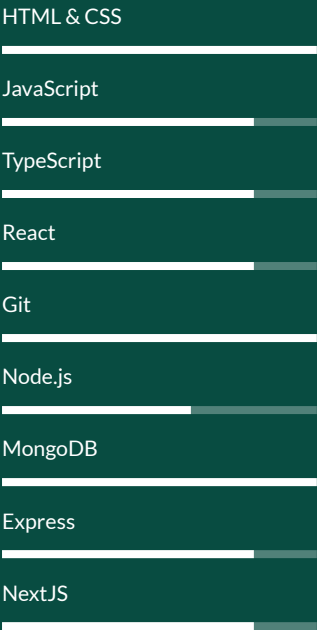 HTML & CSS
JavaScript
TypeScript
React
Git
Node.js
MongoDB
Express
NextJS